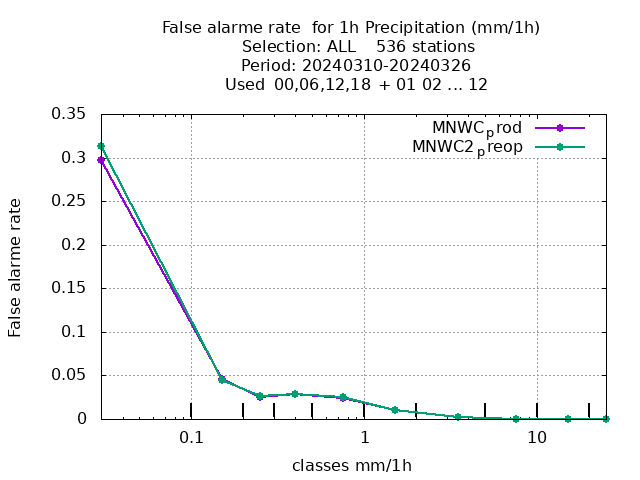 False alarme rate  for 1h Precipitation (mm/1h)
Selection: ALL    536 stations
Period: 20240310-20240326
Used  00,06,12,18  + 01 02 ... 12
MNWCprod
MNWC2preop
0.35
0.3
0.25
0.2
0.15
0.1
0.05
0
False alarme rate
0.1
1
10
classes mm/1h